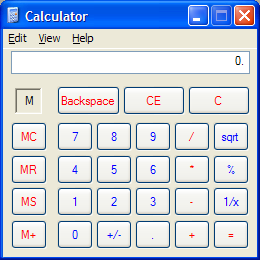 Calculator
Edit View Help
0.
M Backspace CE C
MC 7 8 9 / sqrt
MR 4 5 6 * %
MS 1 2 3 - 1/x
M+ 0 +/- . + =